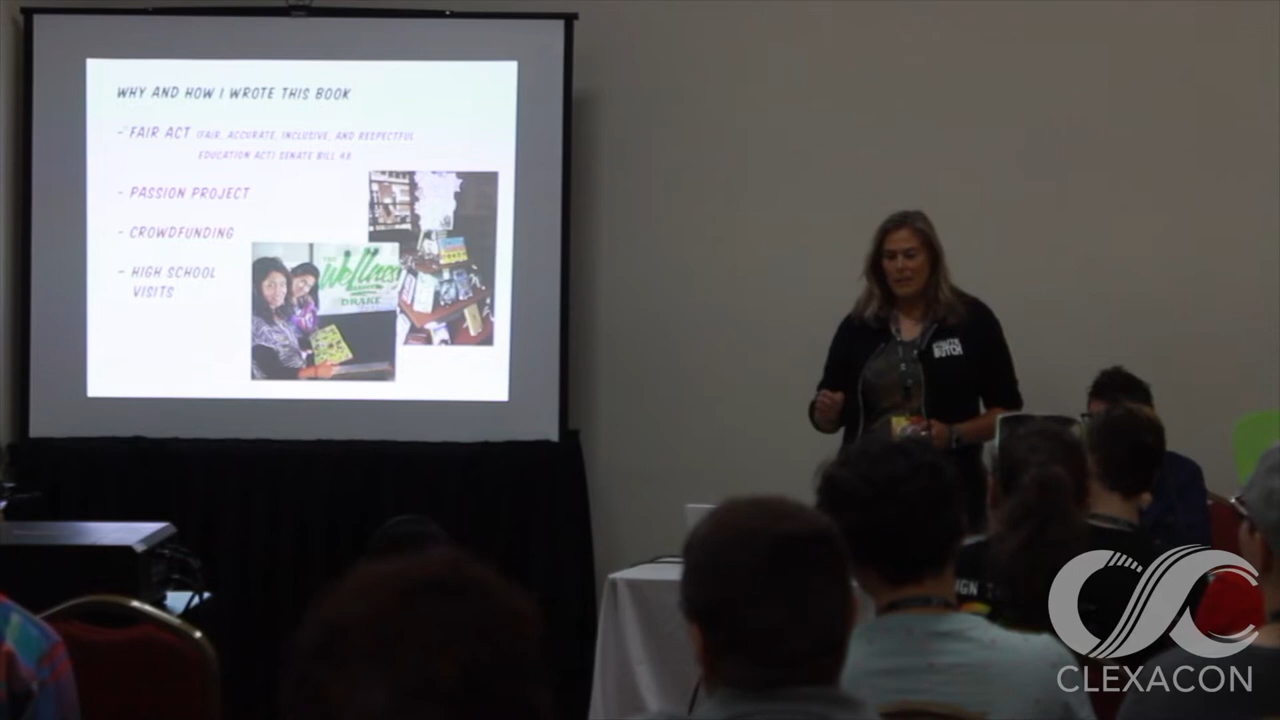 WHY AND HOW I WROTE THIS BOOK
- FAIR ACT (FAIR, ACCURATE, INCLUSIVE, AND RESPECTFUL
EDUCATION ACT) SENATE BILL 48
- PASSION PROJECT
- CROWDFUNDING
- HIGH SCHOOL
VISITS
THE
Wellness
DRAKE
BUTCH
IGN
CLEXACON